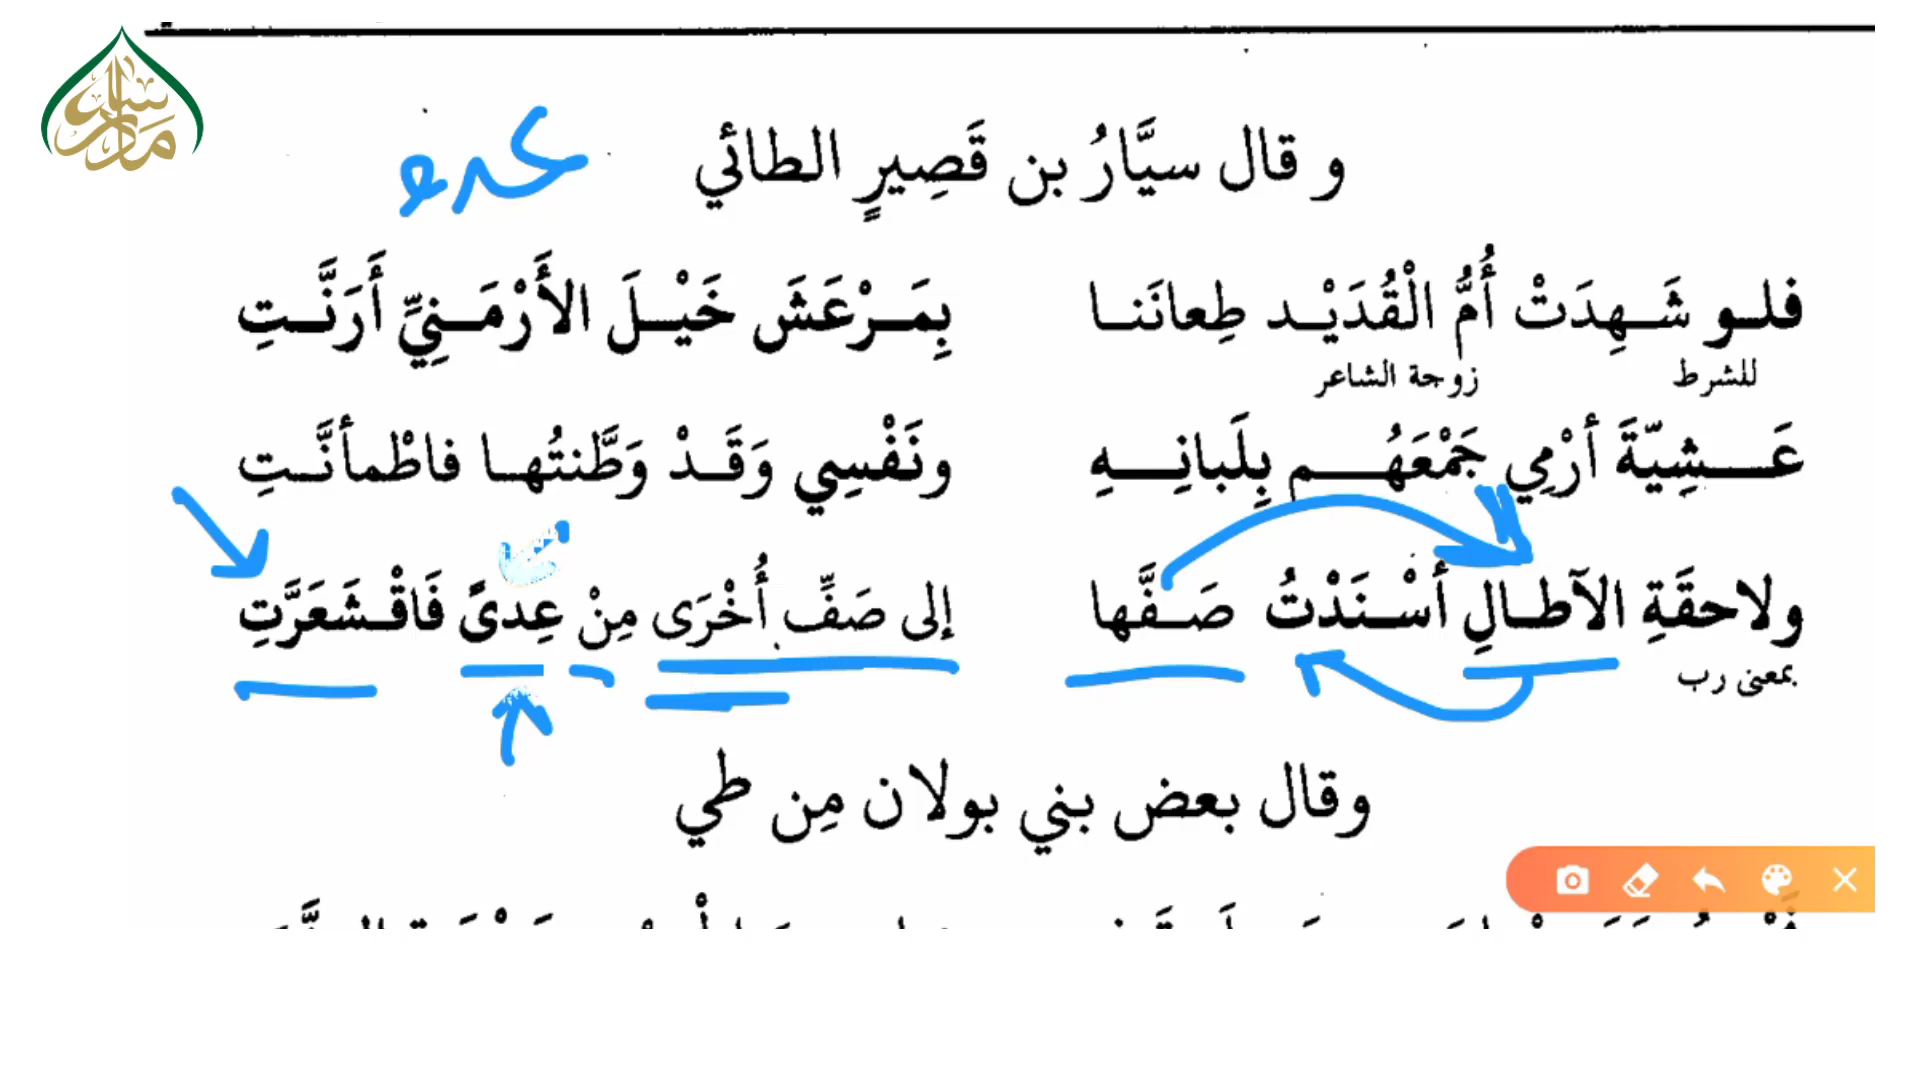 و قال سيَّارُ بن قَصِيرٍ الطائي
فلو شَهِدَتْ أُمُّ الْقُدَيْد طِعانَنا بِمَرْعَشَ خَيْلَ الأَرْمَنِيِّ أَرَنَّتِ
للشرط زوجة الشاعر
عَشِيّةَ أرْمِي جَمْعَهُم بِلَبانِهِ ونَفْسِي وَقَدْ وَطَّنتُها فاطْمأنَّتِ
ولاحقَةِ الآطالِ أسْنَدْتُ صَفَّها إلى صَفِّ أُخْرَى مِنْ عِدىً فَاقْشَعَرَّتِ
بمعنى رب
وقال بعض بني بولان مِن طي